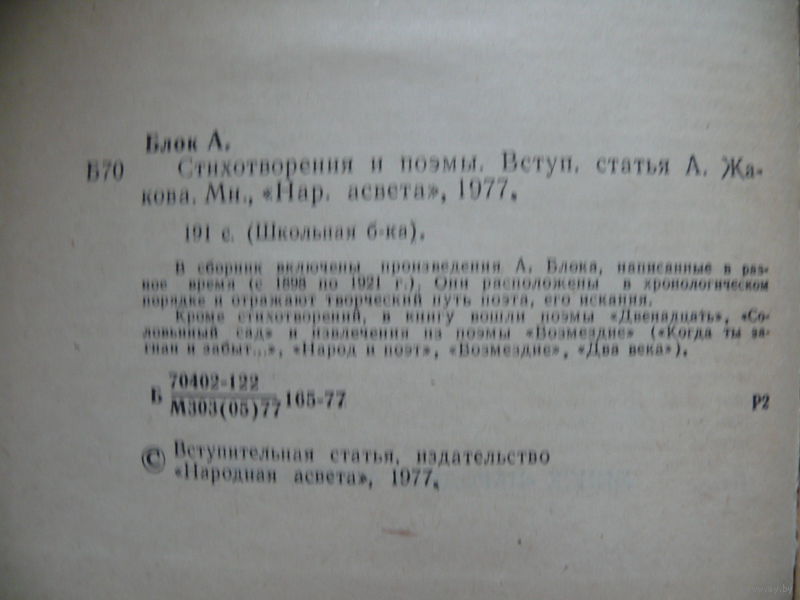 Блок А.
Б70 Стихотворения и поэмы. Вступ. статья А. Жа-
кова. Мн., «Нар. асвета», 1977.
191 с. (Школьная б-ка).
В сборник включены произведения А. Блока, написанные в раз-
ное время (с 1898 по 1921 г.). Они расположены в хронологическом
порядке и отражают творческий путь поэта, его искания.
Кроме стихотворений, в книгу вошли поэмы «Двенадцать», «Со-
ловьиный сад» и извлечения из поэмы «Возмездие» («Когда ты за-
гнан и забит...», «Народ и поэт», «Возмездие», «Два века»).
70402-122
Б 165-77 Р2
М303(05)77
© Вступительная статья, издательство
«Народная асвета», 1977.